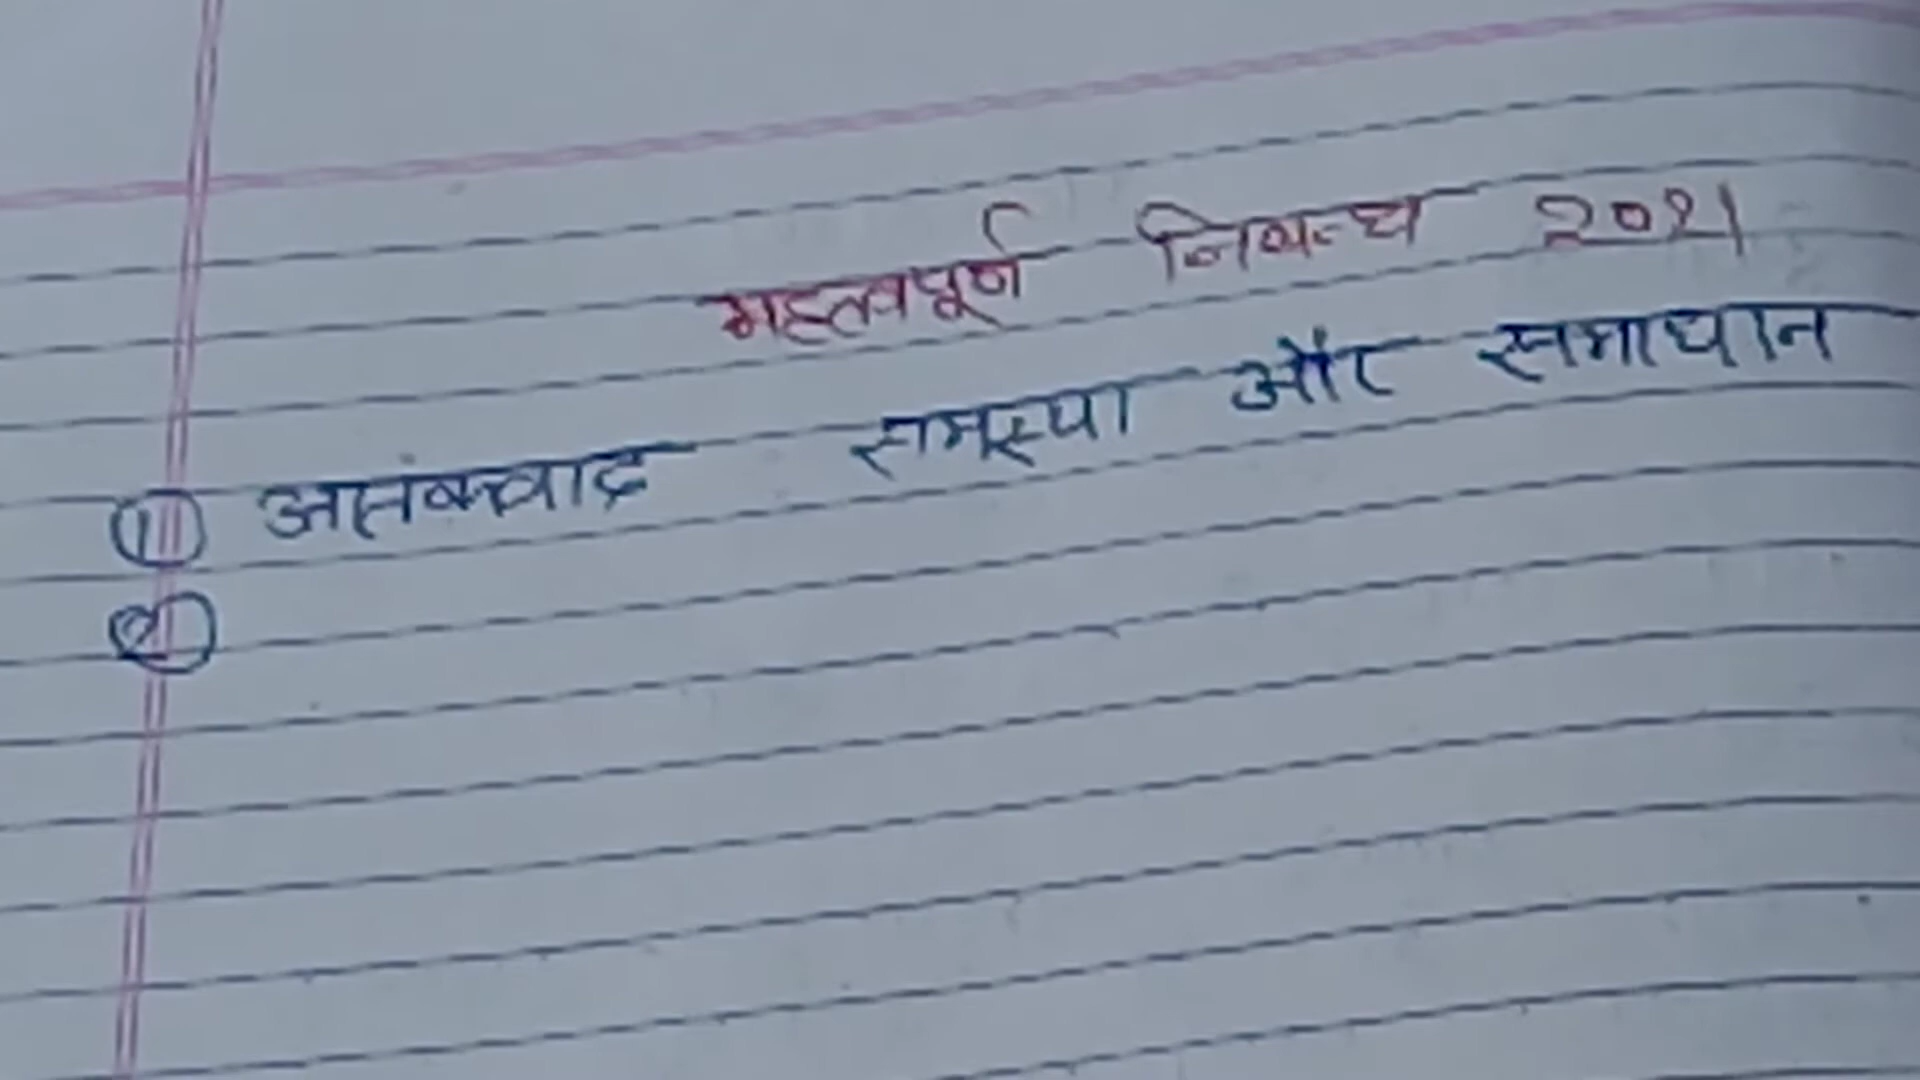 महत्वपूर्ण निबन्ध 2021
① आतंकवाद समस्या और समाधान
②